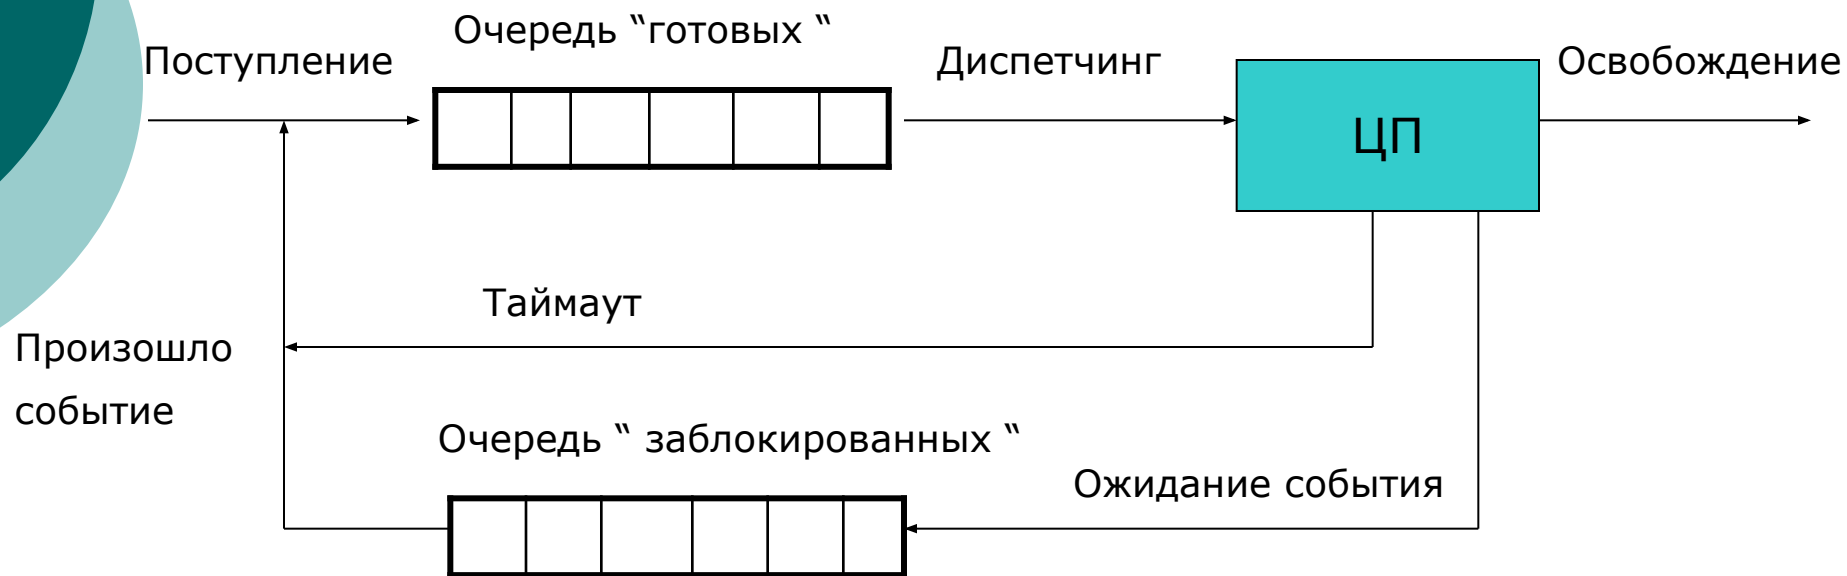 Очередь “готовых “
Поступление
Диспетчинг
Освобождение
ЦП
Таймаут
Произошло
событие
Очередь “ заблокированных “
Ожидание события